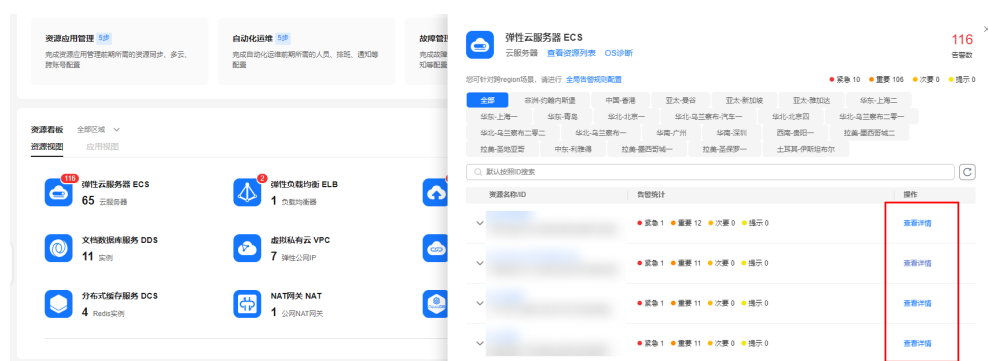 资源应用管理 5步
完成资源应用管理前期所需的资源同步、多云、
跨账号配置
自动化运维 5步
完成自动化运维前期所需的人员、排班、通知等
配置
故障管
完成故障
知等配置
资源看板 全部区域
资源视图 应用视图
116
弹性云服务器 ECS
65 云服务器
2
弹性负载均衡 ELB
1 负载均衡器
文档数据库服务 DDS
11 实例
虚拟私有云 VPC
7 弹性公网IP
分布式缓存服务 DCS
4 Redis实例
NAT网关 NAT
1 公网NAT网关
弹性云服务器 ECS
云服务器 查看资源列表 OS诊断
116
告警数
您可针对跨region场景，请进行 全局告警规则配置
紧急 10 重要 106 次要 0 提示 0
全部 非洲-约翰内斯堡 中国-香港 亚太-曼谷 亚太-新加坡 亚太-雅加达 华东-上海二
华东-上海一 华东-青岛 华北-北京一 华北-乌兰察布-汽车一 华北-北京四 华北-乌兰察布二零一
华北-乌兰察布二零二 华北-乌兰察布一 华南-广州 华南-深圳 西南-贵阳一 拉美-墨西哥城二
拉美-圣地亚哥 中东-利雅得 拉美-墨西哥城一 拉美-圣保罗一 土耳其-伊斯坦布尔
默认按照ID搜索
资源名称/ID 告警统计 操作
紧急 1 重要 12 次要 0 提示 0 查看详情
紧急 1 重要 11 次要 0 提示 0 查看详情
紧急 1 重要 11 次要 0 提示 0 查看详情
紧急 1 重要 11 次要 0 提示 0 查看详情